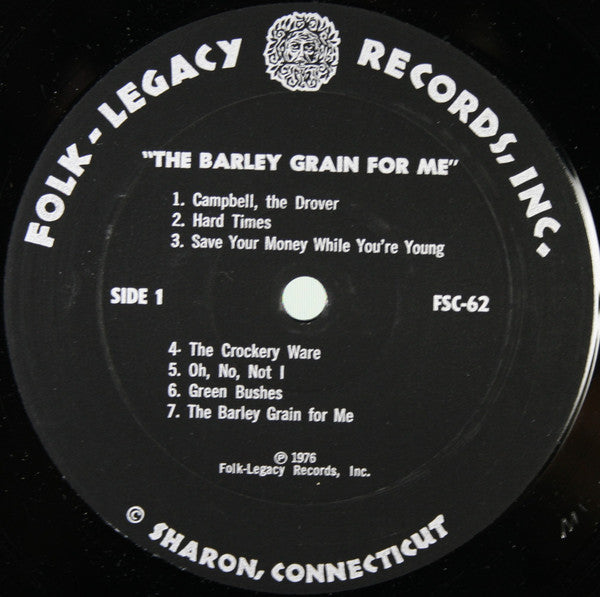 FOLK-LEGACY RECORDS, INC.
"THE BARLEY GRAIN FOR ME"
1. Campbell, the Drover
2. Hard Times
3. Save Your Money While You're Young
SIDE 1
FSC-62
4- The Crockery Ware
5. Oh, No, Not I
6. Green Bushes
7. The Barley Grain for Me
℗ 1976
Folk-Legacy Records, Inc.
© SHARON, CONNECTICUT